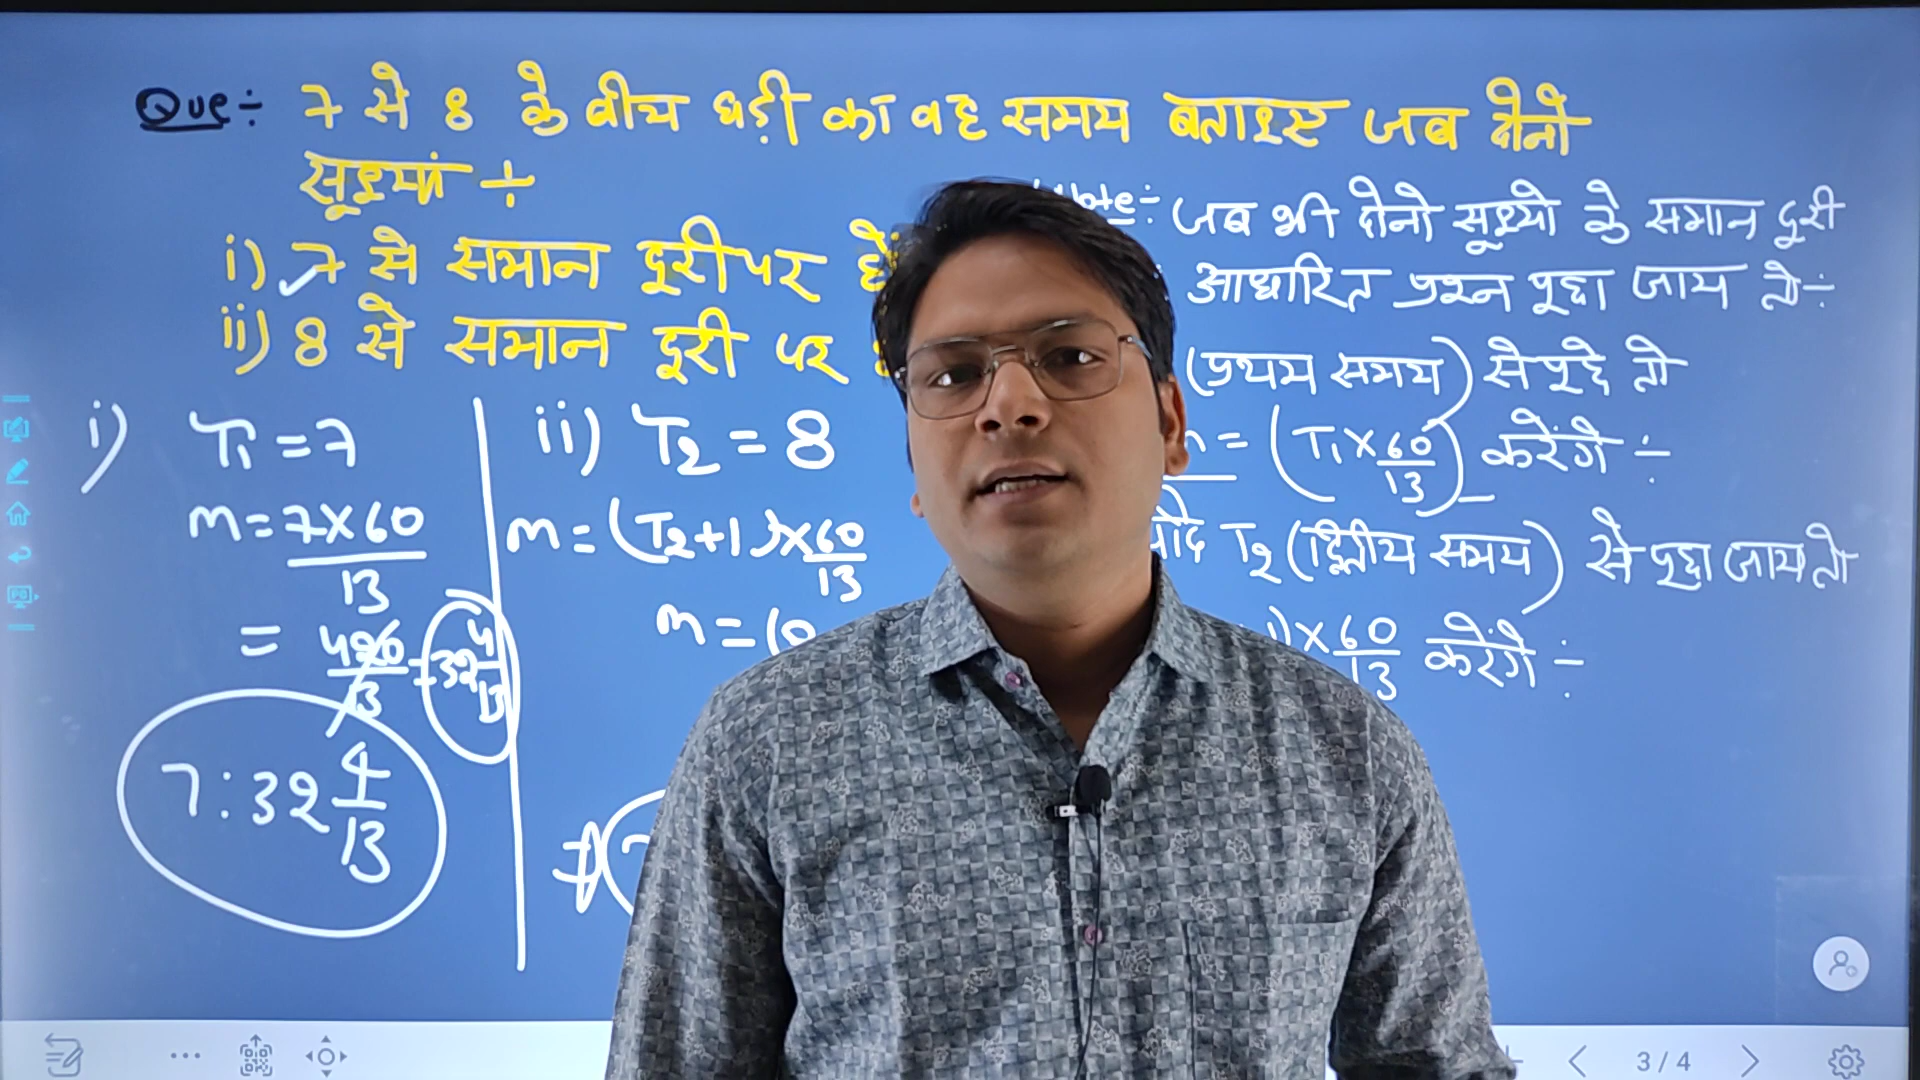 Que ÷ 7 से 8 के बीच घड़ी का वह समय बताइए जब दोनो
सूइयां ÷
i) 7 से समान दूरी पर हो
ii) 8 से समान दूरी पर
÷ जब भी दोनो सूइयो के समान दूरी
आधारित प्रश्न पूछा जाय तो ÷
(प्रथम समय) से पूछे तो
= (T₁ × 60/13) करेंगे ÷
यदि T₂ (द्वितीय समय) से पूछा जाय तो
1) × 60/13 करेंगे ÷
i) T₁ = 7
m = 7 × 60/13
= 420/13 = 32 4/13
7 : 32 4/13
ii) T₂ = 8
m = (T₂ + 1) × 60/13
m = (
3 / 4